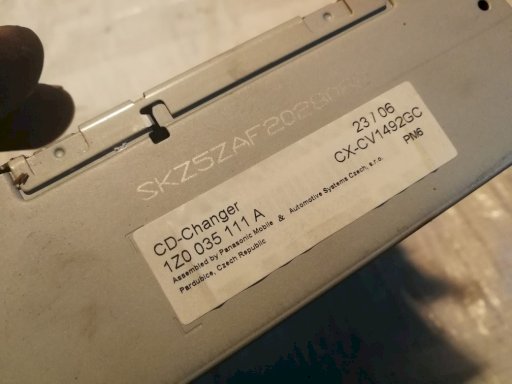 SKZ5ZAF2028
23 / 06
CX-CV1492GC
PM6
CD-Changer
1Z0 035 111 A
Assembled by Panasonic Mobile & Automotive Systems Czech, s.r.o.
Pardubice, Czech Republic